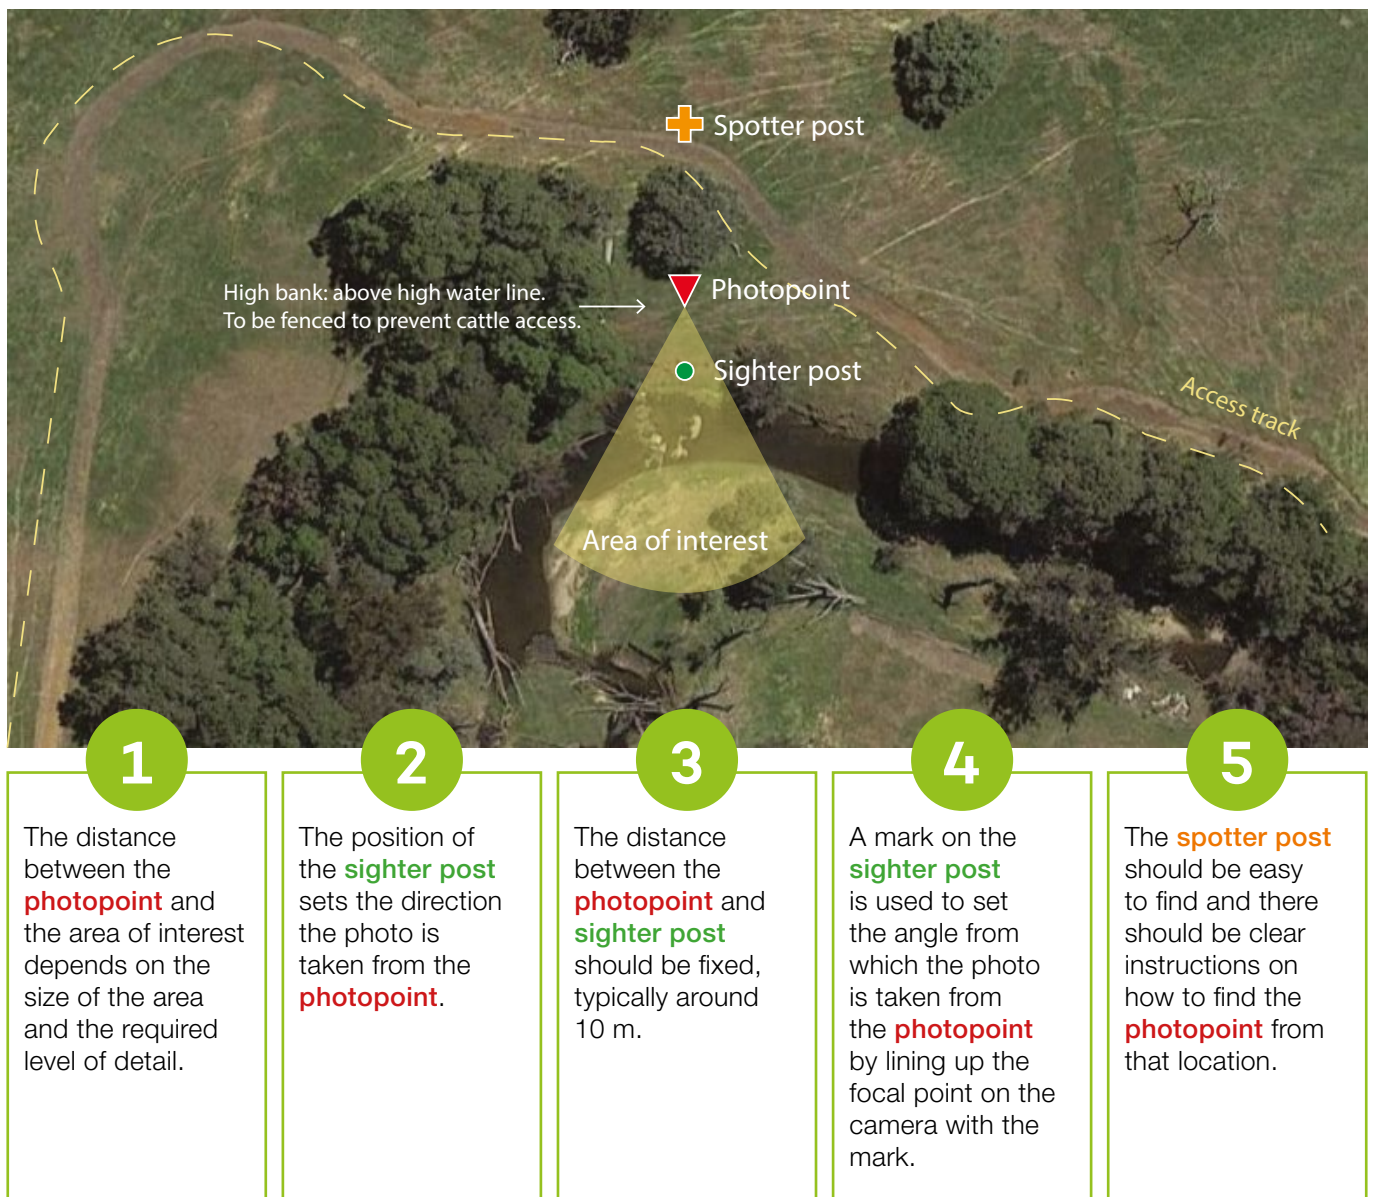 Spotter post
High bank: above high water line.
To be fenced to prevent cattle access.
Photopoint
Sighter post
Access track
Area of interest
1
The distance
between the
photopoint and
the area of interest
depends on the
size of the area
and the required
level of detail.
2
The position of
the sighter post
sets the direction
the photo is
taken from the
photopoint.
3
The distance
between the
photopoint and
sighter post
should be fixed,
typically around
10 m.
4
A mark on the
sighter post
is used to set
the angle from
which the photo
is taken from
the photopoint
by lining up the
focal point on the
camera with the
mark.
5
The spotter post
should be easy
to find and there
should be clear
instructions on
how to find the
photopoint from
that location.